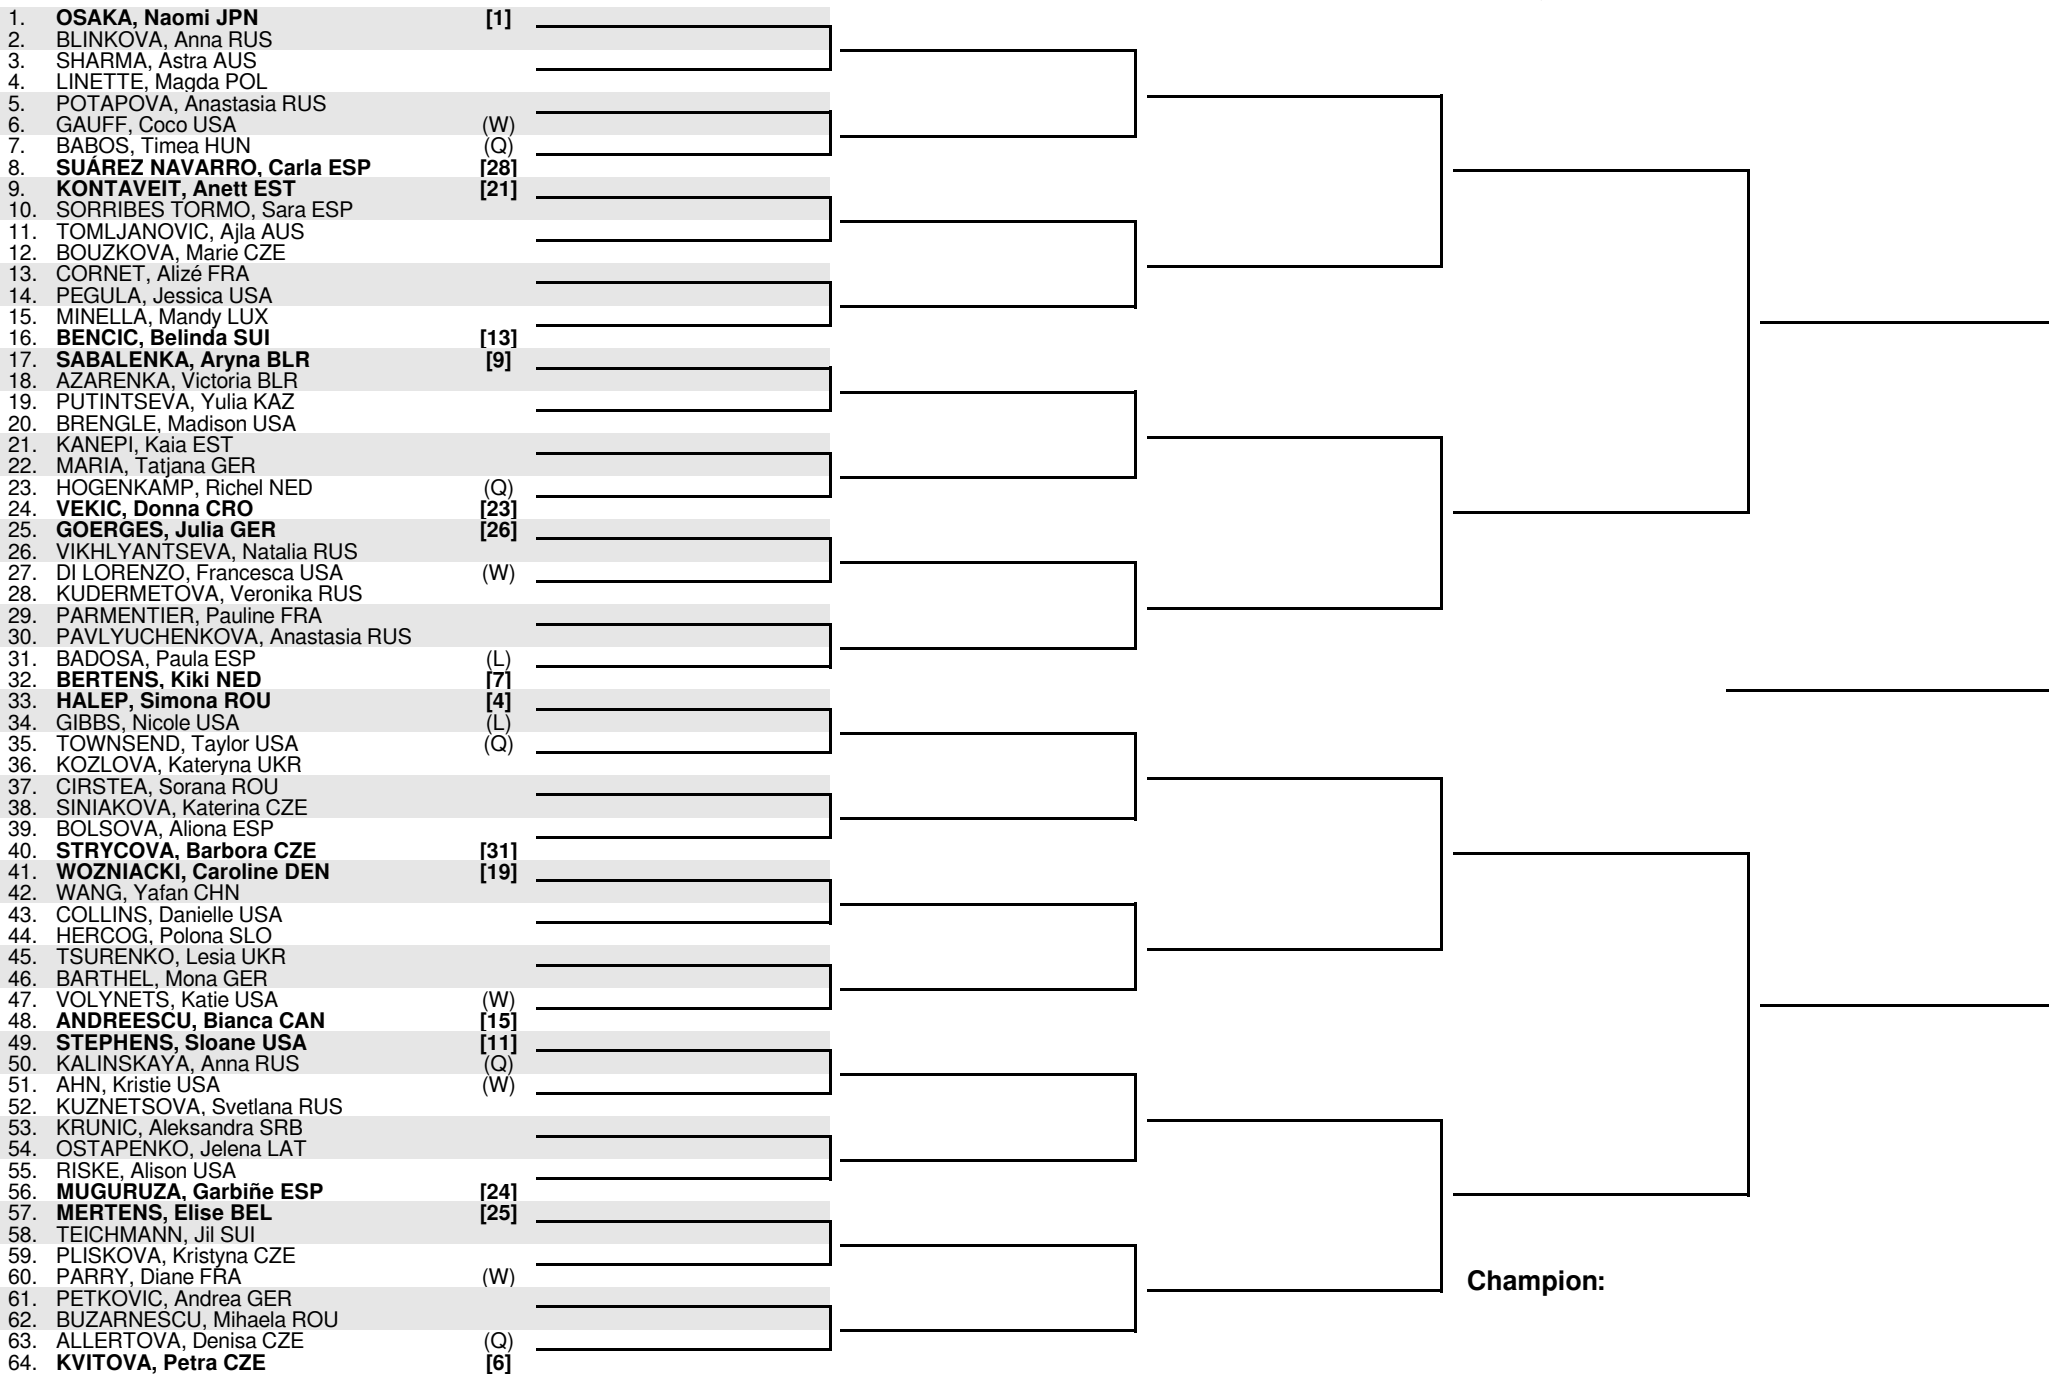 1. OSAKA, Naomi JPN [1]
2. BLINKOVA, Anna RUS
3. SHARMA, Astra AUS
4. LINETTE, Magda POL
5. POTAPOVA, Anastasia RUS
6. GAUFF, Coco USA (W)
7. BABOS, Timea HUN (Q)
8. SUÁREZ NAVARRO, Carla ESP [28]
9. KONTAVEIT, Anett EST [21]
10. SORRIBES TORMO, Sara ESP
11. TOMLJANOVIC, Ajla AUS
12. BOUZKOVA, Marie CZE
13. CORNET, Alizé FRA
14. PEGULA, Jessica USA
15. MINELLA, Mandy LUX
16. BENCIC, Belinda SUI [13]
17. SABALENKA, Aryna BLR [9]
18. AZARENKA, Victoria BLR
19. PUTINTSEVA, Yulia KAZ
20. BRENGLE, Madison USA
21. KANEPI, Kaia EST
22. MARIA, Tatjana GER
23. HOGENKAMP, Richel NED (Q)
24. VEKIC, Donna CRO [23]
25. GOERGES, Julia GER [26]
26. VIKHLYANTSEVA, Natalia RUS
27. DI LORENZO, Francesca USA (W)
28. KUDERMETOVA, Veronika RUS
29. PARMENTIER, Pauline FRA
30. PAVLYUCHENKOVA, Anastasia RUS
31. BADOSA, Paula ESP (L)
32. BERTENS, Kiki NED [7]
33. HALEP, Simona ROU [4]
34. GIBBS, Nicole USA (L)
35. TOWNSEND, Taylor USA (Q)
36. KOZLOVA, Kateryna UKR
37. CIRSTEA, Sorana ROU
38. SINIAKOVA, Katerina CZE
39. BOLSOVA, Aliona ESP
40. STRYCOVA, Barbora CZE [31]
41. WOZNIACKI, Caroline DEN [19]
42. WANG, Yafan CHN
43. COLLINS, Danielle USA
44. HERCOG, Polona SLO
45. TSURENKO, Lesia UKR
46. BARTHEL, Mona GER
47. VOLYNETS, Katie USA (W)
48. ANDREESCU, Bianca CAN [15]
49. STEPHENS, Sloane USA [11]
50. KALINSKAYA, Anna RUS (Q)
51. AHN, Kristie USA (W)
52. KUZNETSOVA, Svetlana RUS
53. KRUNIC, Aleksandra SRB
54. OSTAPENKO, Jelena LAT
55. RISKE, Alison USA
56. MUGURUZA, Garbiñe ESP [24]
57. MERTENS, Elise BEL [25]
58. TEICHMANN, Jil SUI
59. PLISKOVA, Kristyna CZE
60. PARRY, Diane FRA (W)
61. PETKOVIC, Andrea GER
62. BUZARNESCU, Mihaela ROU
63. ALLERTOVA, Denisa CZE (Q)
64. KVITOVA, Petra CZE [6]
Champion: